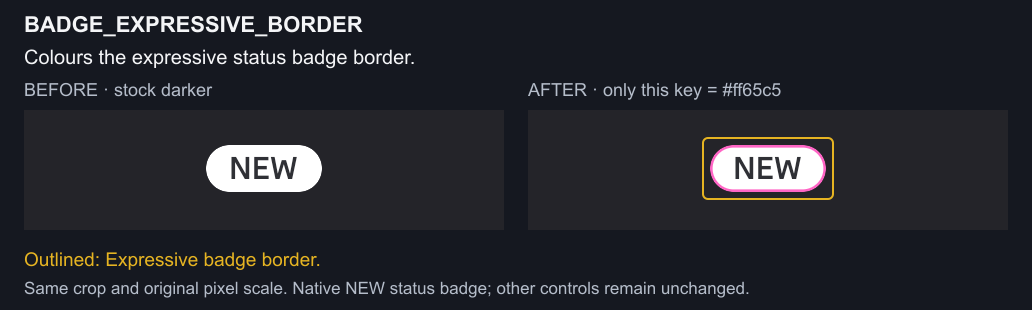 BADGE_EXPRESSIVE_BORDER
Colours the expressive status badge border.
BEFORE · stock darker
AFTER · only this key = #ff65c5
NEW
NEW
Outlined: Expressive badge border.
Same crop and original pixel scale. Native NEW status badge; other controls remain unchanged.